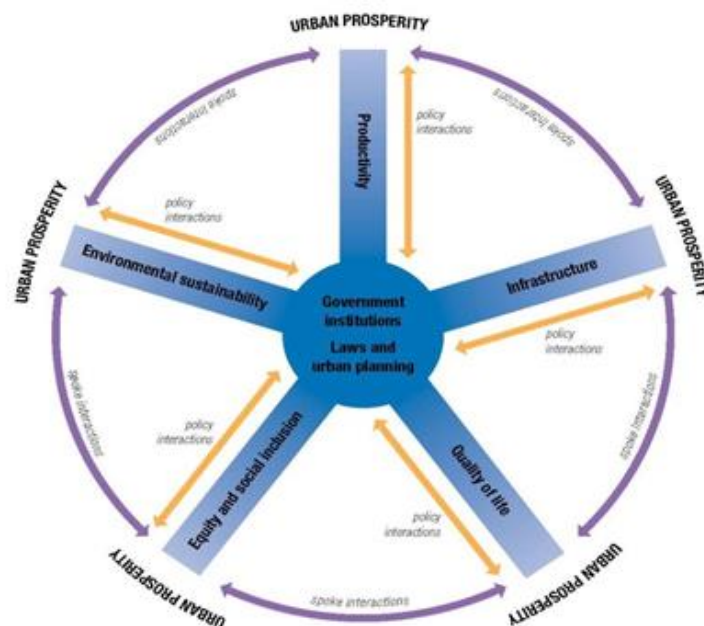 URBAN PROSPERITY
spoke interactions
spoke interactions
Productivity
policy
interactions
URBAN PROSPERITY
URBAN PROSPERITY
policy
interactions
Environmental sustainability
Infrastructure
Government
institutions
Laws and
urban planning
policy
interactions
spoke interactions
spoke interactions
policy
interactions
Equity and social inclusion
Quality of life
policy
interactions
URBAN PROSPERITY
URBAN PROSPERITY
spoke interactions